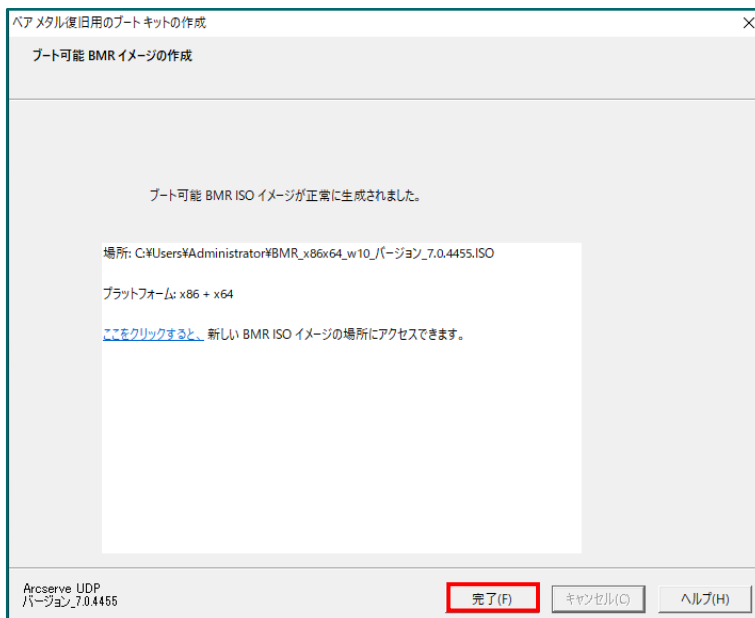 ベア メタル復旧用のブート キットの作成
ブート可能 BMR イメージの作成
ブート可能 BMR ISO イメージが正常に生成されました。
場所: C:¥Users¥Administrator¥BMR_x86x64_w10_バージョン_7.0.4455.ISO
プラットフォーム: x86 + x64
ここをクリックすると、 新しい BMR ISO イメージの場所にアクセスできます。
Arcserve UDP
バージョン_7.0.4455
完了(F) キャンセル(C) ヘルプ(H)